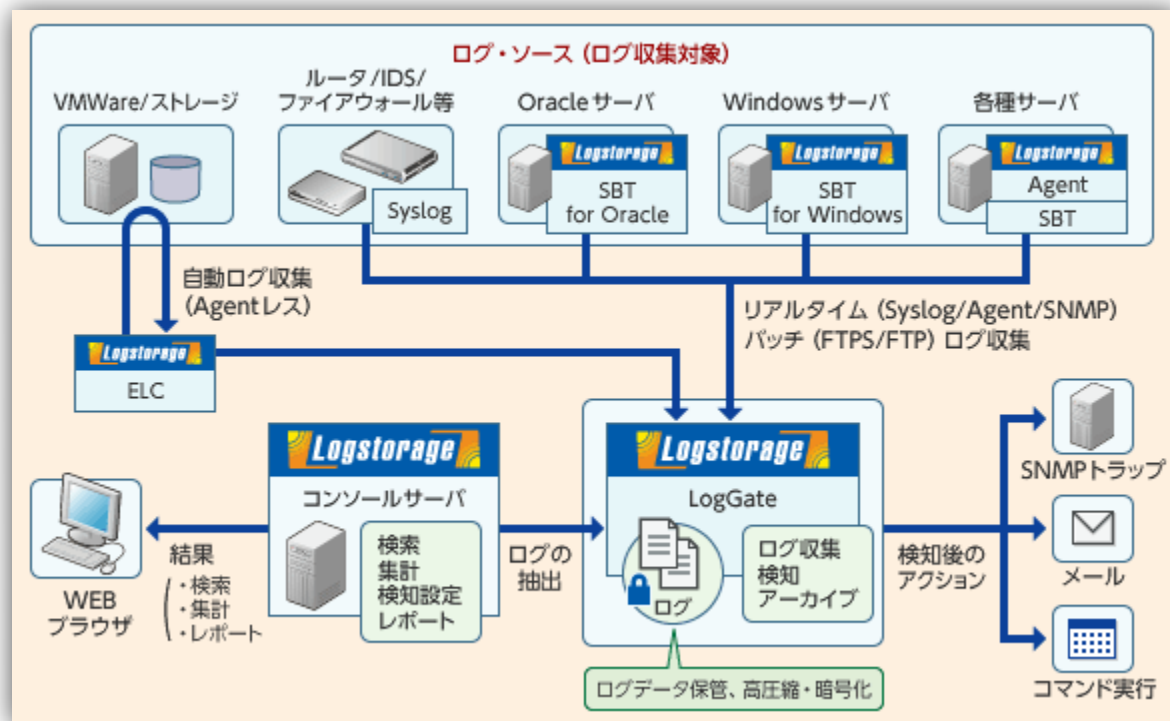 ログ・ソース（ログ収集対象）
VMWare/ストレージ
ルータ/IDS/
ファイアウォール等
Oracleサーバ
Windowsサーバ
各種サーバ
Syslog
Logstorage
SBT
for Oracle
Logstorage
SBT
for Windows
Logstorage
Agent
SBT
自動ログ収集
（Agentレス）
リアルタイム（Syslog/Agent/SNMP）
バッチ（FTPS/FTP）ログ収集
Logstorage
ELC
Logstorage
コンソールサーバ
検索
集計
検知設定
レポート
Logstorage
LogGate
ログ
ログ収集
検知
アーカイブ
ログデータ保管、高圧縮・暗号化
WEB
ブラウザ
結果
・検索
・集計
・レポート
ログの
抽出
検知後の
アクション
SNMPトラップ
メール
コマンド実行